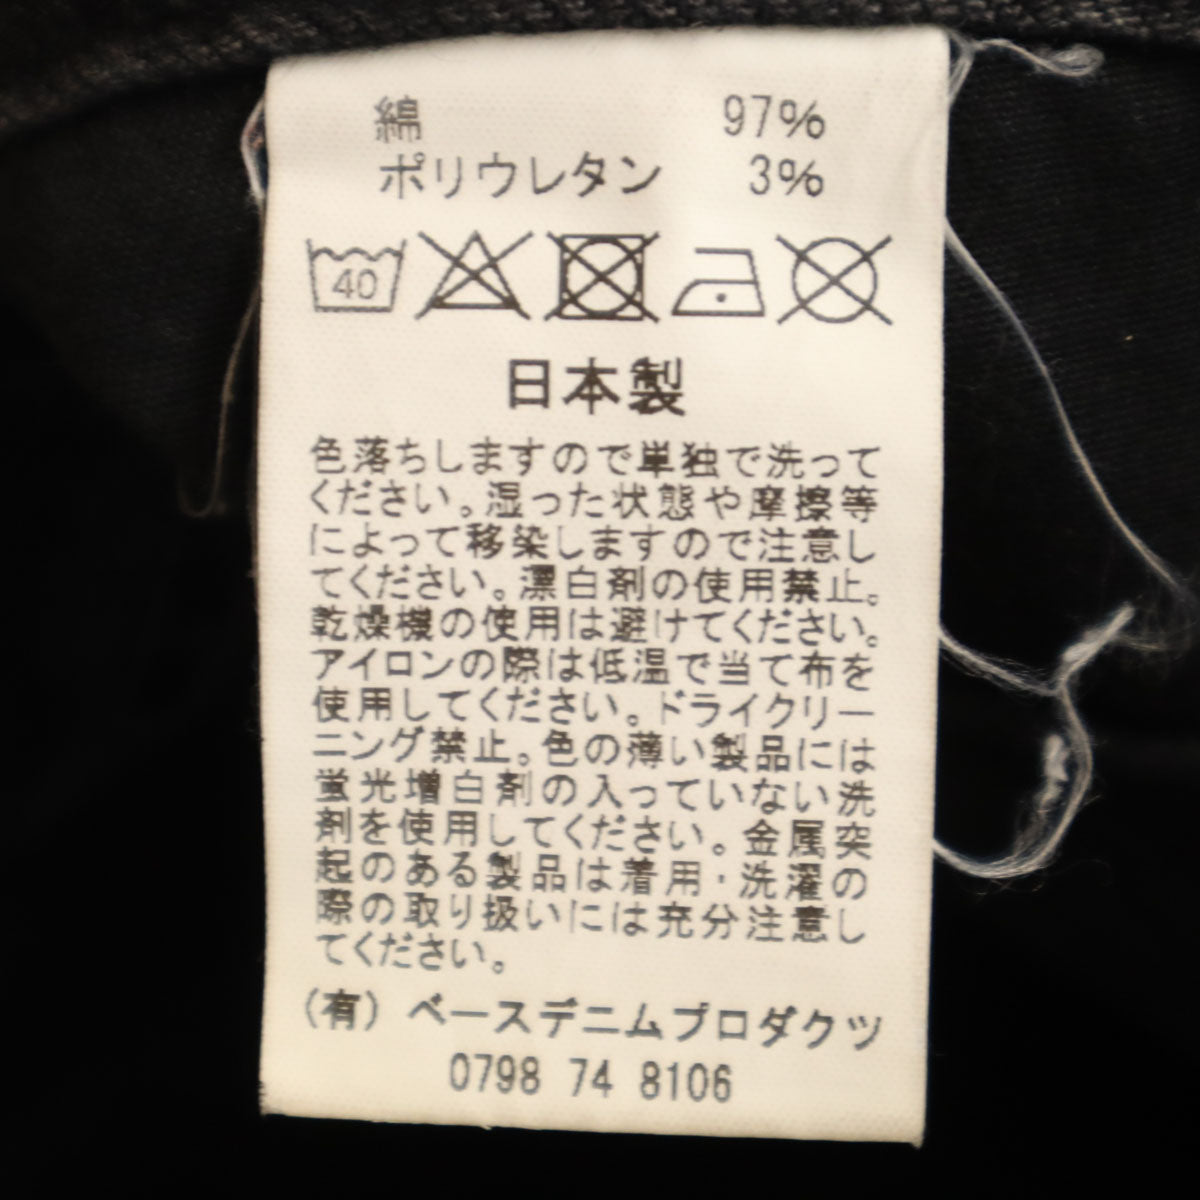 綿 97%
ポリウレタン 3%
40
日本製
色落ちしますので単独で洗って
ください。湿った状態や摩擦等
によって移染しますので注意し
てください。漂白剤の使用禁止。
乾燥機の使用は避けてください。
アイロンの際は低温で当て布を
使用してください。ドライクリー
ニング禁止。色の薄い製品には
蛍光増白剤の入っていない洗
剤を使用してください。金属突
起のある製品は着用・洗濯の
際の取り扱いには充分注意し
てください。
(有)ベースデニムプロダクツ
0798 74 8106